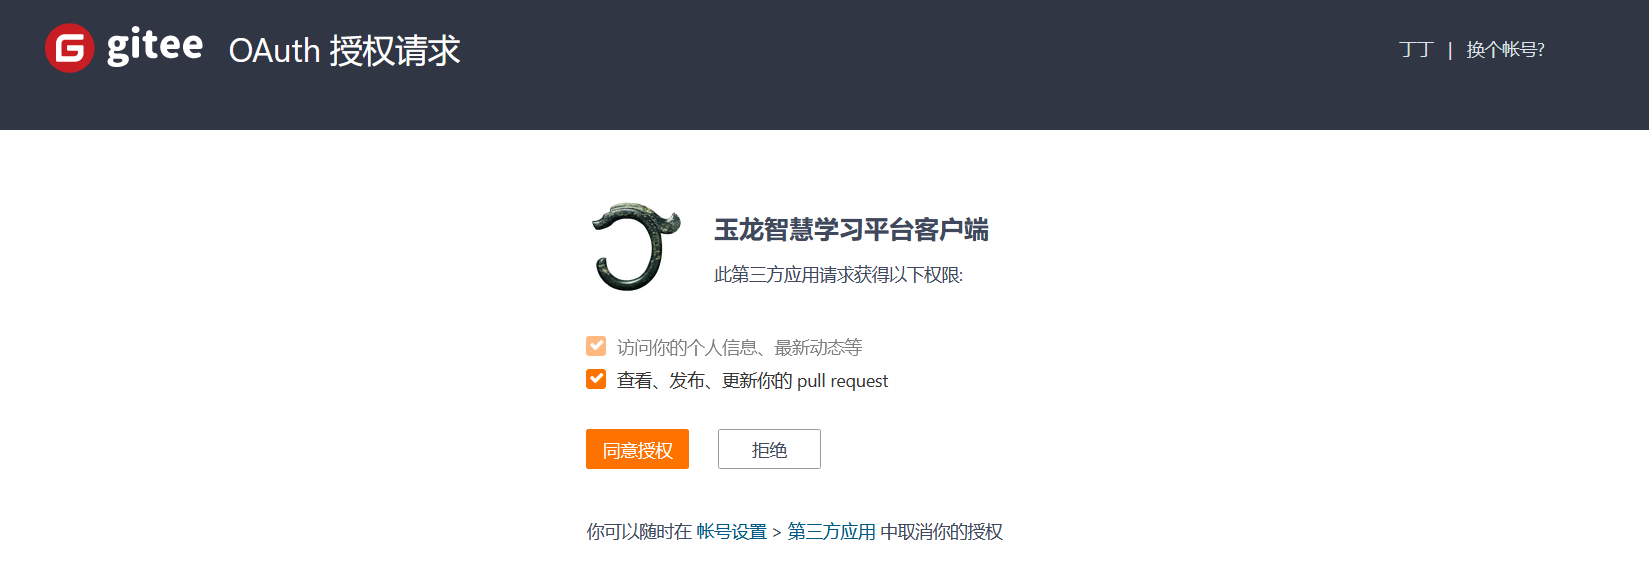 gitee OAuth 授权请求 丁丁 | 换个帐号?
玉龙智慧学习平台客户端
此第三方应用请求获得以下权限:
访问你的个人信息、最新动态等
查看、发布、更新你的 pull request
同意授权 拒绝
你可以随时在 帐号设置 > 第三方应用 中取消你的授权